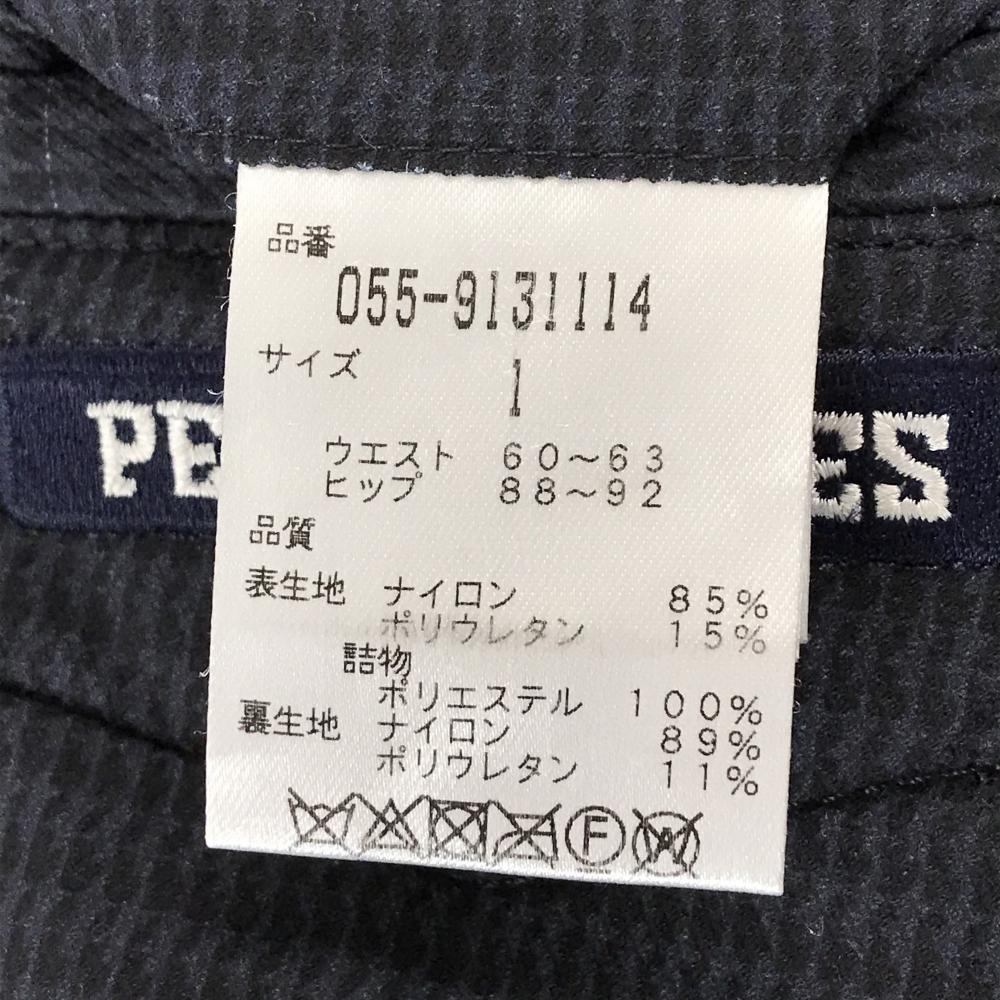 品番
055-9131114
サイズ 1
ウエスト 60～63
ヒップ 88～92
品質
表生地 ナイロン 85%
ポリウレタン 15%
詰物
ポリエステル 100%
裏生地 ナイロン 89%
ポリウレタン 11%
F W
PE ES